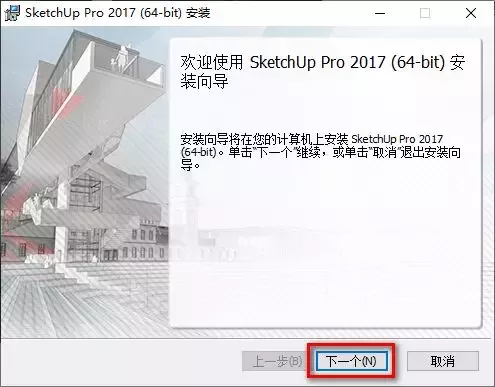 SketchUp Pro 2017 (64-bit) 安装
欢迎使用 SketchUp Pro 2017 (64-bit) 安
装向导
安装向导将在您的计算机上安装 SketchUp Pro 2017
(64-bit)。单击“下一个”继续，或单击“取消”退出安装向
导。
上一步(B)
下一个(N)
取消